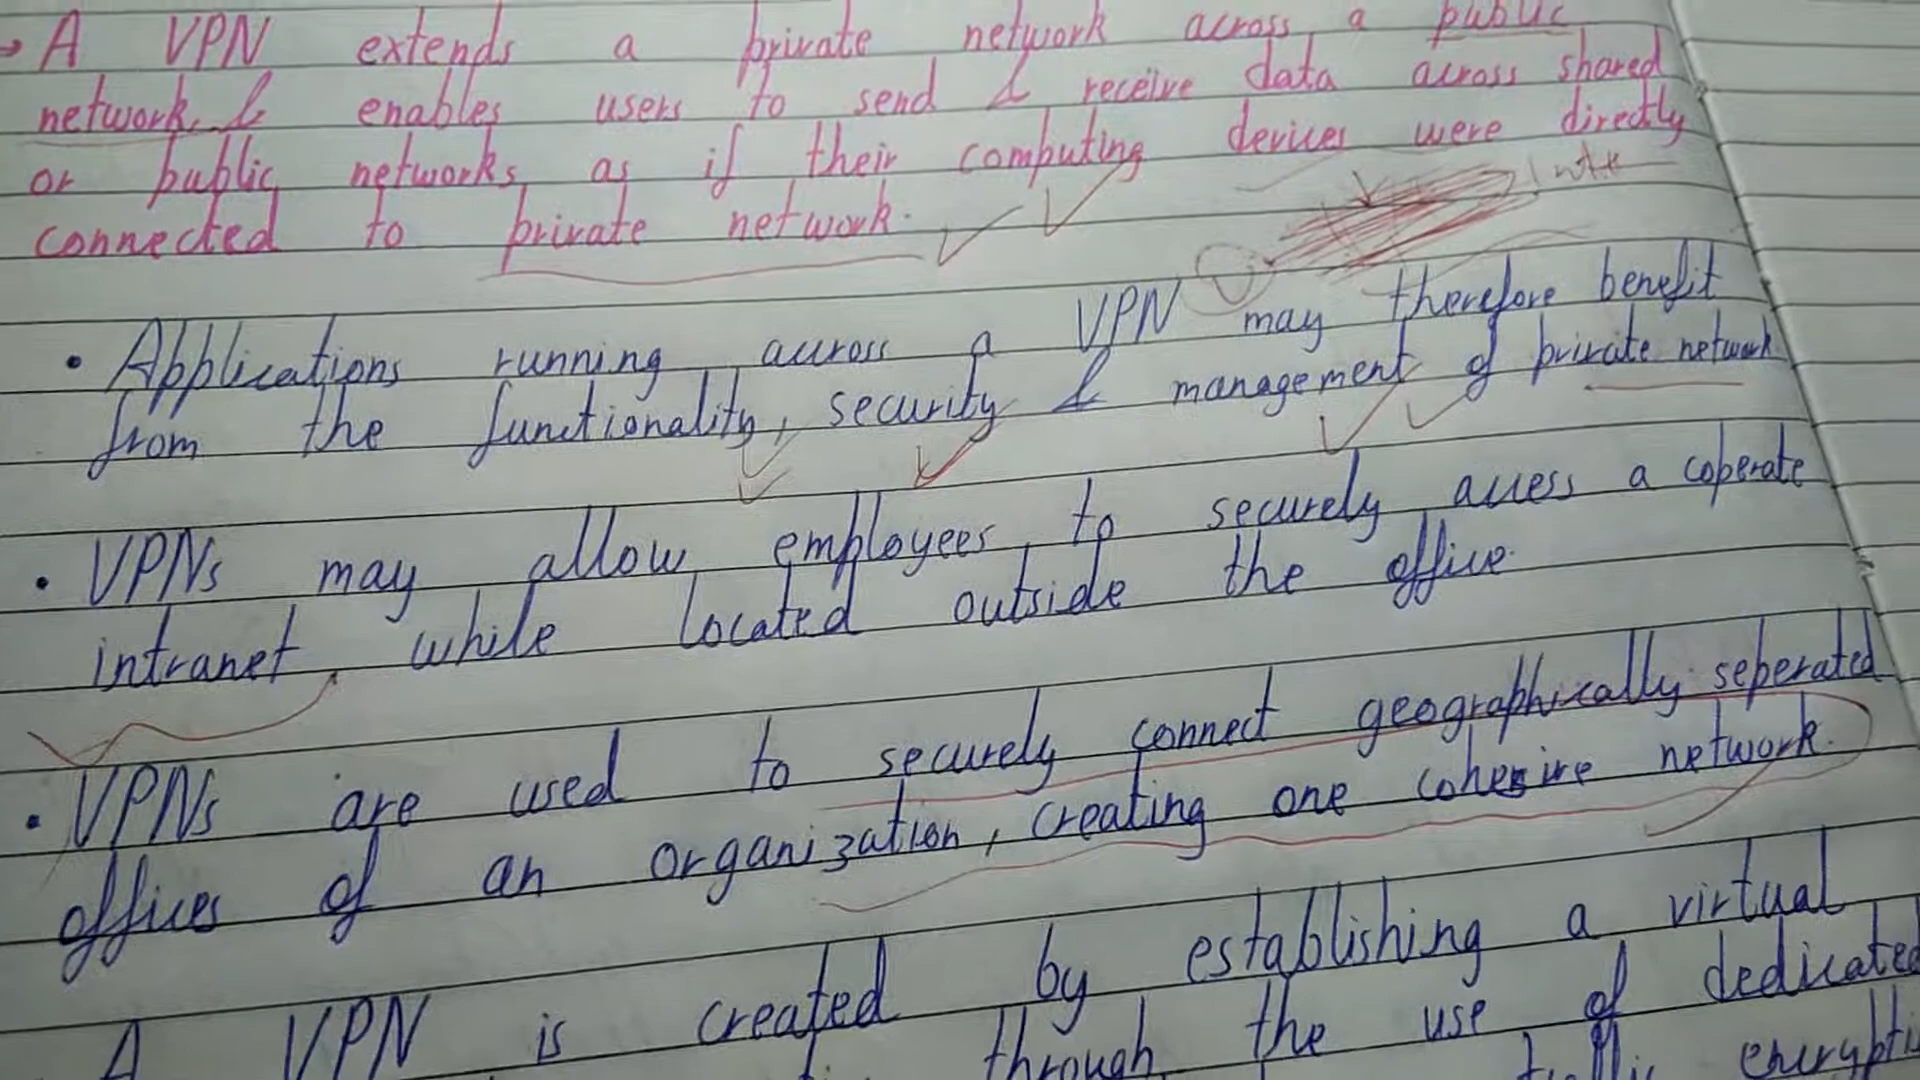 → A VPN extends a private network across a public
network, & enables users to send & receive data across shared
or public networks as if their computing devices were directly
connected to private network.
• Applications running across a VPN may therefore benefit
from the functionality, security & management of private network
• VPNs may allow employees to securely access a coperate
intranet, while located outside the office.
• VPNs are used to securely connect geographically seperated
offices of an organization, creating one cohesive network.
A VPN is created by establishing a virtual
through the use of dedicated